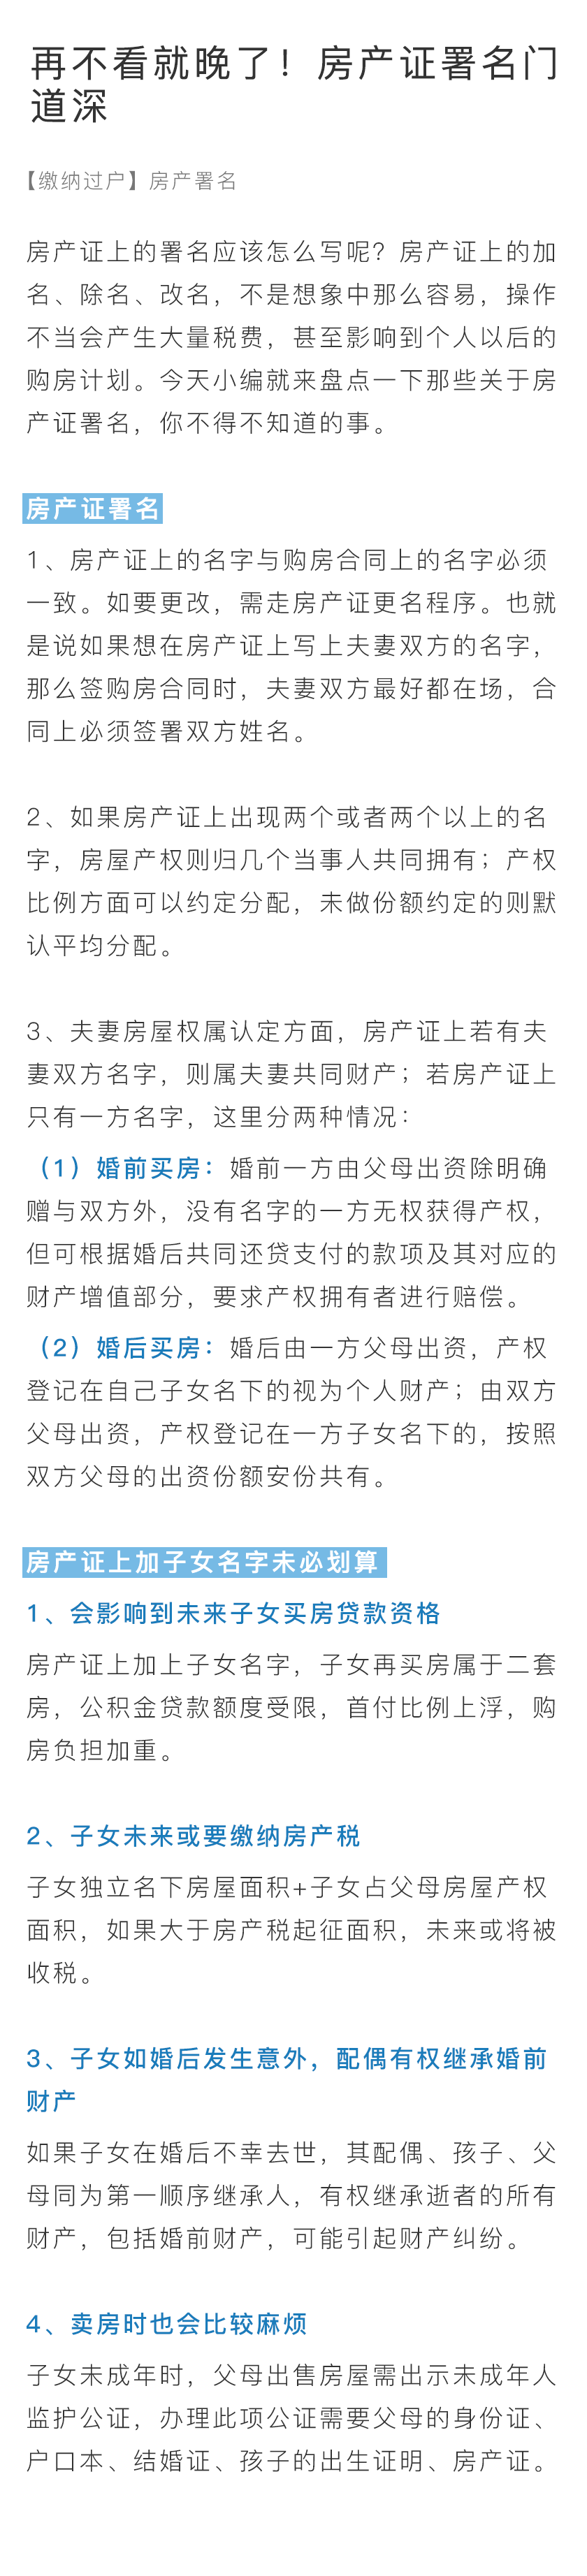 再不看就晚了！房产证署名门
道深
【缴纳过户】房产署名
房产证上的署名应该怎么写呢？房产证上的加
名、除名、改名，不是想象中那么容易，操作
不当会产生大量税费，甚至影响到个人以后的
购房计划。今天小编就来盘点一下那些关于房
产证署名，你不得不知道的事。
房产证署名
1、房产证上的名字与购房合同上的名字必须
一致。如要更改，需走房产证更名程序。也就
是说如果想在房产证上写上夫妻双方的名字，
那么签购房合同时，夫妻双方最好都在场，合
同上必须签署双方姓名。
2、如果房产证上出现两个或者两个以上的名
字，房屋产权则归几个当事人共同拥有；产权
比例方面可以约定分配，未做份额约定的则默
认平均分配。
3、夫妻房屋权属认定方面，房产证上若有夫
妻双方名字，则属夫妻共同财产；若房产证上
只有一方名字，这里分两种情况：
（1）婚前买房：婚前一方由父母出资除明确
赠与双方外，没有名字的一方无权获得产权，
但可根据婚后共同还贷支付的款项及其对应的
财产增值部分，要求产权拥有者进行赔偿。
（2）婚后买房：婚后由一方父母出资，产权
登记在自己子女名下的视为个人财产；由双方
父母出资，产权登记在一方子女名下的，按照
双方父母的出资份额安份共有。
房产证上加子女名字未必划算
1、会影响到未来子女买房贷款资格
房产证上加上子女名字，子女再买房属于二套
房，公积金贷款额度受限，首付比例上浮，购
房负担加重。
2、子女未来或要缴纳房产税
子女独立名下房屋面积+子女占父母房屋产权
面积，如果大于房产税起征面积，未来或将被
收税。
3、子女如婚后发生意外，配偶有权继承婚前
财产
如果子女在婚后不幸去世，其配偶、孩子、父
母同为第一顺序继承人，有权继承逝者的所有
财产，包括婚前财产，可能引起财产纠纷。
4、卖房时也会比较麻烦
子女未成年时，父母出售房屋需出示未成年人
监护公证，办理此项公证需要父母的身份证、
户口本、结婚证、孩子的出生证明、房产证。